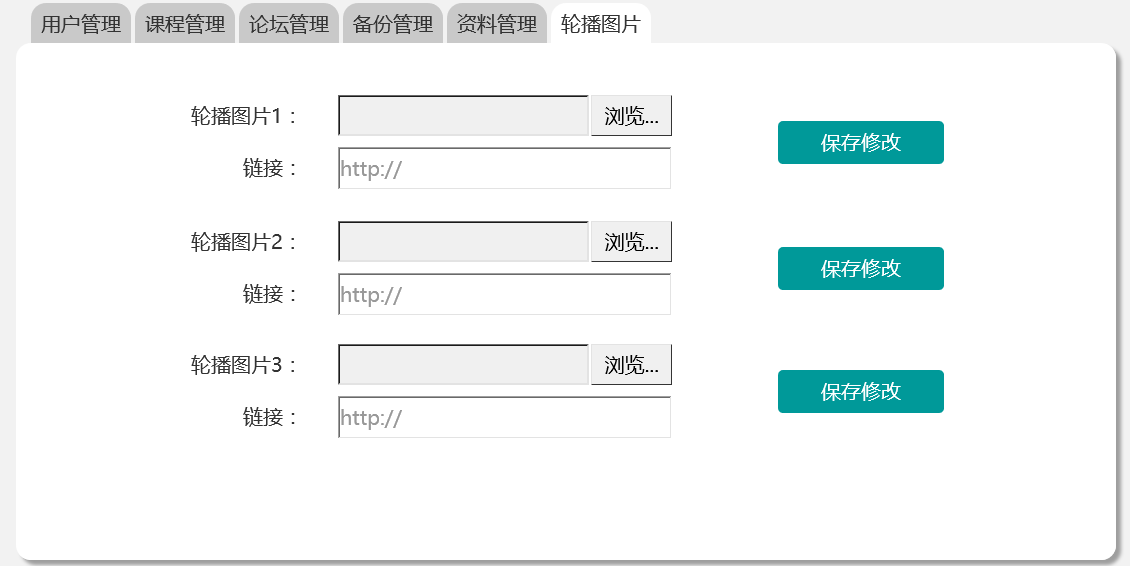 用户管理 课程管理 论坛管理 备份管理 资料管理 轮播图片
轮播图片1： 浏览...
保存修改
链接： http://
轮播图片2： 浏览...
保存修改
链接： http://
轮播图片3： 浏览...
保存修改
链接： http://